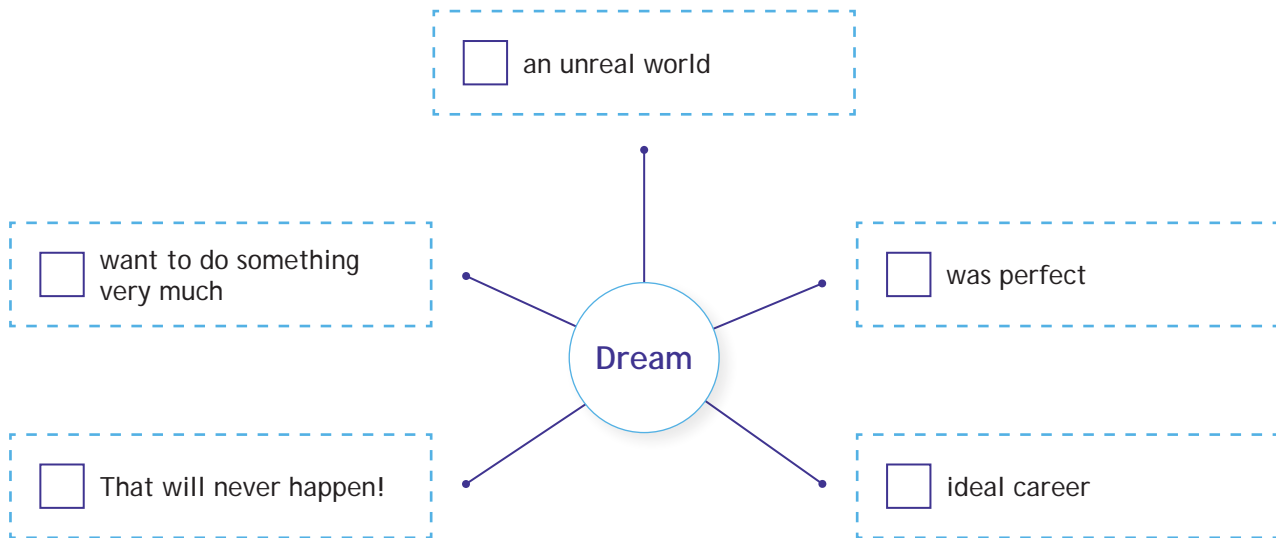 an unreal world
want to do something
very much
was perfect
Dream
That will never happen!
ideal career